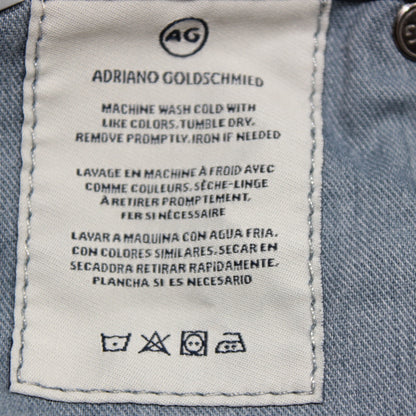 AG
ADRIANO GOLDSCHMIED
MACHINE WASH COLD WITH
LIKE COLORS. TUMBLE DRY.
REMOVE PROMPTLY. IRON IF NEEDED
LAVAGE EN MACHINE À FROID AVEC
COMME COULEURS. SÈCHE-LINGE
À RETIRER PROMPTEMENT,
FER SI NÉCESSAIRE
LAVAR A MAQUINA CON AGUA FRIA,
CON COLORES SIMILARES. SECAR EN
SECADORA RETIRAR RAPIDAMENTE,
PLANCHA SI ES NECESARIO